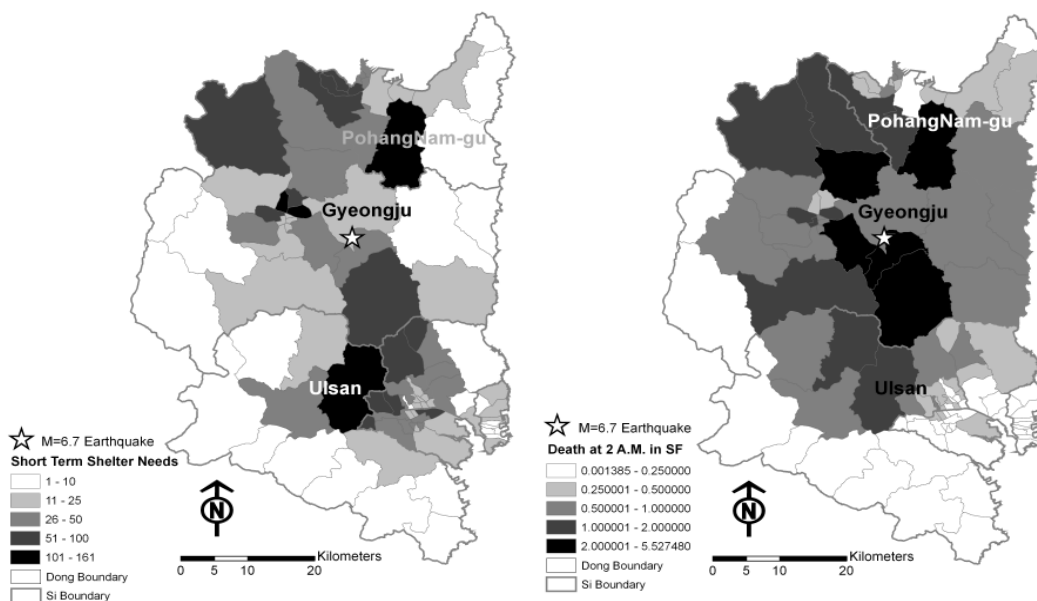 PohangNam-gu
Gyeongju
Ulsan
M=6.7 Earthquake
Short Term Shelter Needs
1 - 10
11 - 25
26 - 50
51 - 100
101 - 161
Dong Boundary
Si Boundary
N
Kilometers
0 5 10 20
PohangNam-gu
Gyeongju
Ulsan
M=6.7 Earthquake
Death at 2 A.M. in SF
0.001385 - 0.250000
0.250001 - 0.500000
0.500001 - 1.000000
1.000001 - 2.000000
2.000001 - 5.527480
Dong Boundary
Si Boundary
N
Kilometers
0 5 10 20